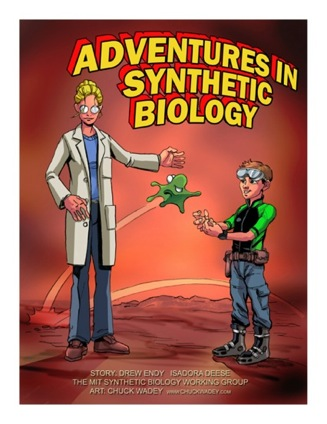 ADVENTURES IN
SYNTHETIC
BIOLOGY
STORY: DREW ENDY ISADORA DEESE
THE MIT SYNTHETIC BIOLOGY WORKING GROUP
ART: CHUCK WADEY WWW.CHUCKWADEY.COM